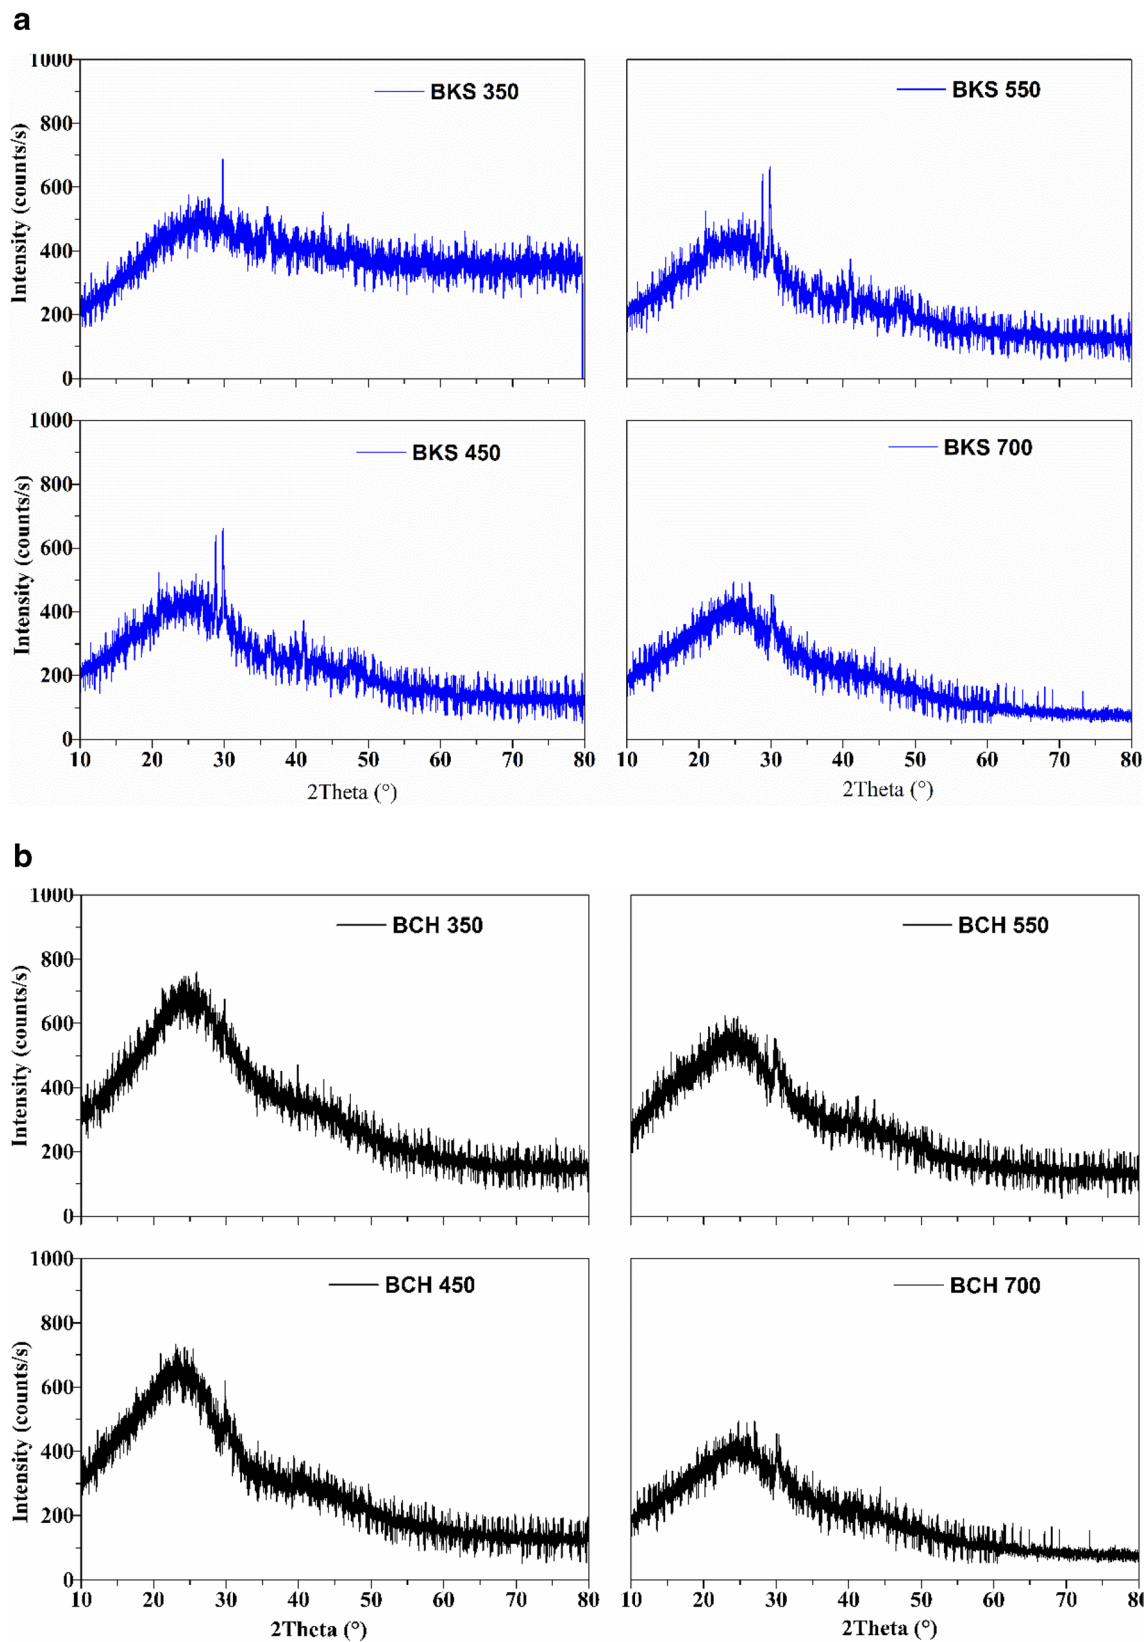 a
1000
800
600
400
200
0
Intensity (counts/s)
BKS 350
BKS 550
1000
800
600
400
200
0
Intensity (counts/s)
BKS 450
BKS 700
10 20 30 40 50 60 70 80
10 20 30 40 50 60 70 80
2Theta (°)
2Theta (°)
b
1000
800
600
400
200
0
Intensity (counts/s)
BCH 350
BCH 550
1000
800
600
400
200
0
Intensity (counts/s)
BCH 450
BCH 700
10 20 30 40 50 60 70 80
10 20 30 40 50 60 70 80
2Theta (°)
2Theta (°)